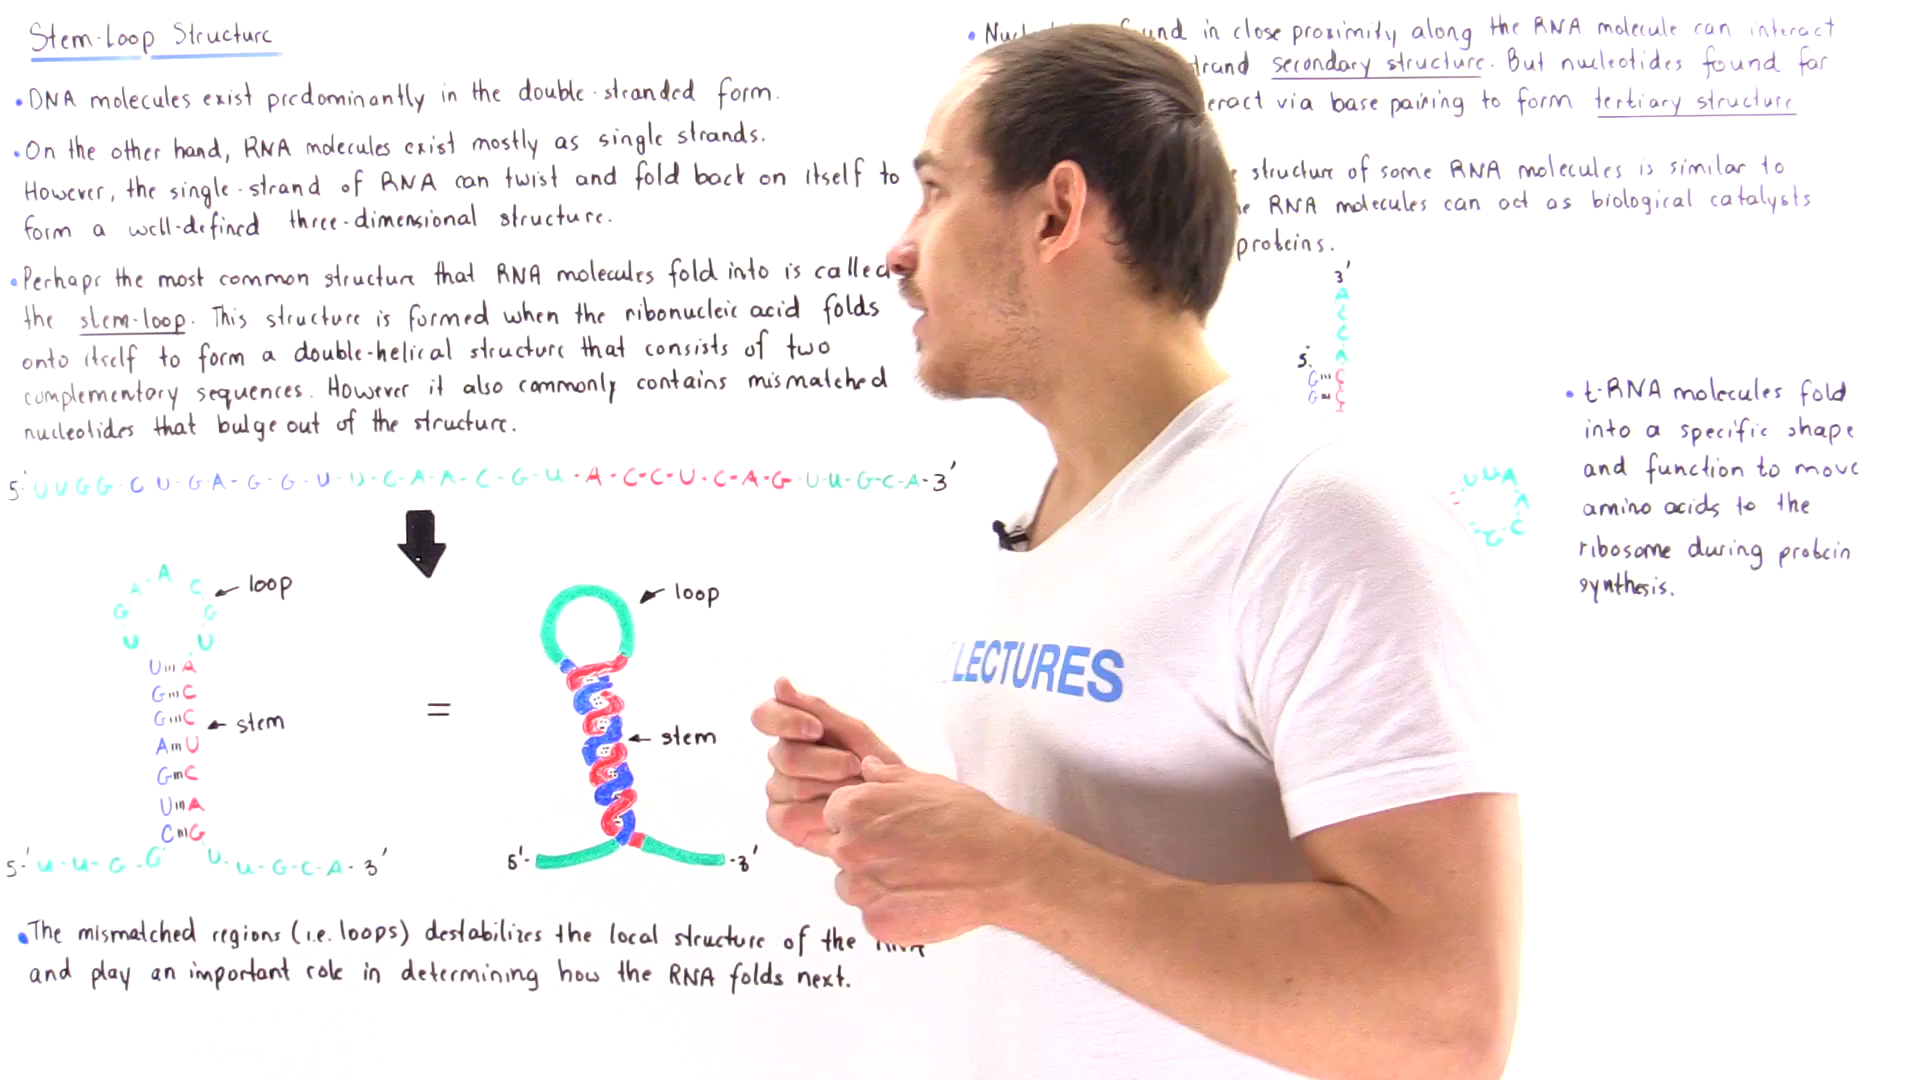 Stem-Loop Structure
• DNA molecules exist predominantly in the double-stranded form.
• On the other hand, RNA molecules exist mostly as single strands.
However, the single-strand of RNA can twist and fold back on itself to
form a well-defined three-dimensional structure.
• Perhaps the most common structure that RNA molecules fold into is called
the stem-loop. This structure is formed when the ribonucleic acid folds
onto itself to form a double-helical structure that consists of two
complementory sequences. However it also commonly contains mismatched
nucleotides that bulge out of the structure.
5'-U U G G-C U-G A-G-G-U-U-C-A-A-C-G-U-A-C-C-U-C-A-G-U-U-G-C-A-3'
A A C
G G
U U
loop
U A
G C
G C
stem
A U
G C
U A
C G
5'-U-U-G G U U-G-C-A-3'
=
loop
stem
5'- -3'
• The mismatched regions (i.e. loops) destabilizes the local structure of the RNA
and play an important role in determining how the RNA folds next.
• und in close proximity along the RNA molecule can interact
trand secondary structure. But nucleotides found far
eract via base pairing to form tertiary structure
structure of some RNA molecules is similar to
RNA molecules can act as biological catalysts
proteins.
3'
A
C
C
A
5'
G C
G C
U U A
A
C
G
• t-RNA molecules fold
into a specific shape
and function to move
amino acids to the
ribosome during protein
synthesis.
LECTURES